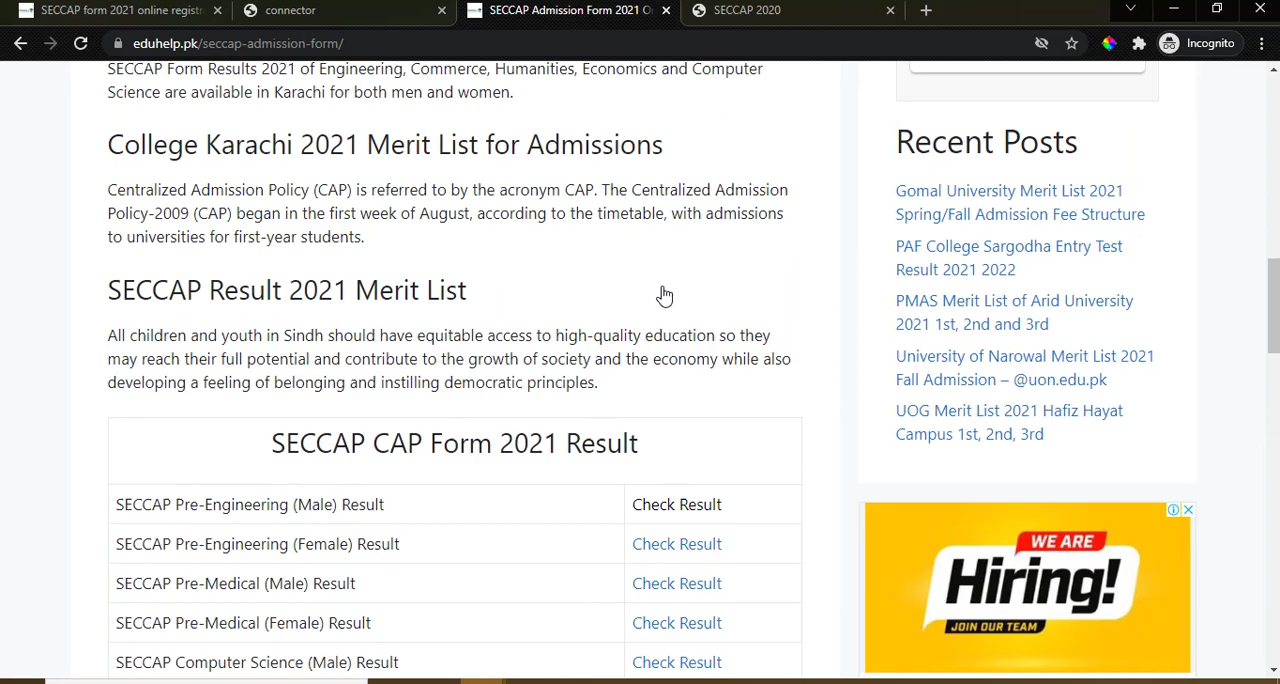 SECCAP form 2021 online registr
connector
SECCAP Admission Form 2021 O
SECCAP 2020
eduhelp.pk/seccap-admission-form/
Incognito
SECCAP Form Results 2021 of Engineering, Commerce, Humanities, Economics and Computer
Science are available in Karachi for both men and women.
College Karachi 2021 Merit List for Admissions
Centralized Admission Policy (CAP) is referred to by the acronym CAP. The Centralized Admission
Policy-2009 (CAP) began in the first week of August, according to the timetable, with admissions
to universities for first-year students.
SECCAP Result 2021 Merit List
All children and youth in Sindh should have equitable access to high-quality education so they
may reach their full potential and contribute to the growth of society and the economy while also
developing a feeling of belonging and instilling democratic principles.
SECCAP CAP Form 2021 Result
SECCAP Pre-Engineering (Male) Result Check Result
SECCAP Pre-Engineering (Female) Result Check Result
SECCAP Pre-Medical (Male) Result Check Result
SECCAP Pre-Medical (Female) Result Check Result
SECCAP Computer Science (Male) Result Check Result
Recent Posts
Gomal University Merit List 2021
Spring/Fall Admission Fee Structure
PAF College Sargodha Entry Test
Result 2021 2022
PMAS Merit List of Arid University
2021 1st, 2nd and 3rd
University of Narowal Merit List 2021
Fall Admission – @uon.edu.pk
UOG Merit List 2021 Hafiz Hayat
Campus 1st, 2nd, 3rd
WE ARE
Hiring!
JOIN OUR TEAM